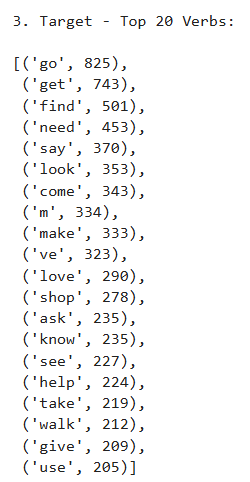 3. Target - Top 20 Verbs:
[('go', 825),
('get', 743),
('find', 501),
('need', 453),
('say', 370),
('look', 353),
('come', 343),
('m', 334),
('make', 333),
('ve', 323),
('love', 290),
('shop', 278),
('ask', 235),
('know', 235),
('see', 227),
('help', 224),
('take', 219),
('walk', 212),
('give', 209),
('use', 205)]